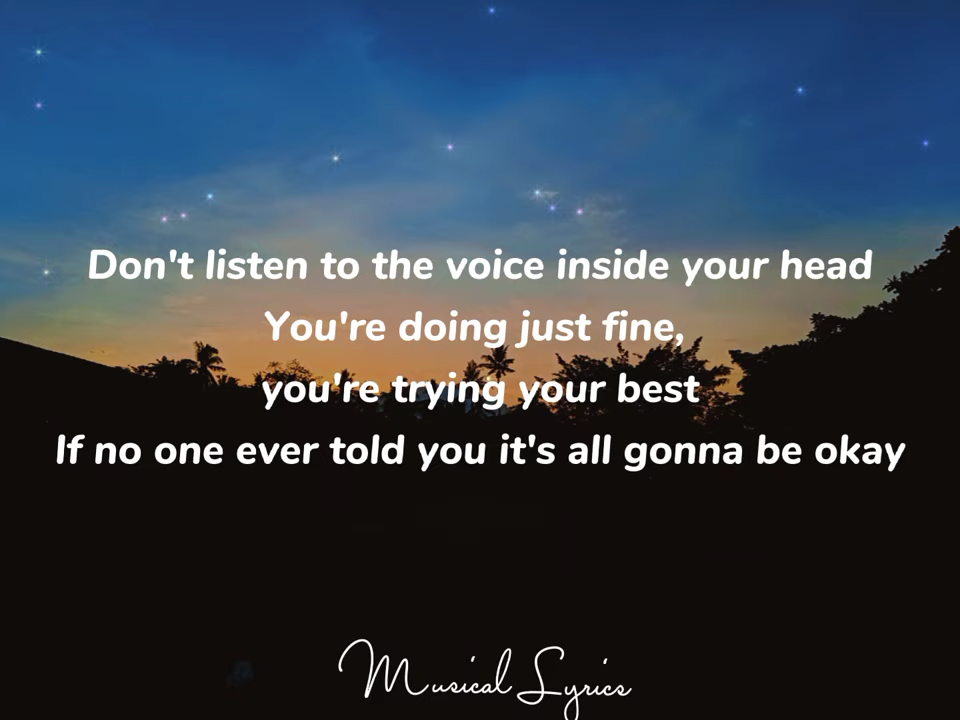 Don't listen to the voice inside your head
You're doing just fine,
you're trying your best
If no one ever told you it's all gonna be okay
Musical Lyrics